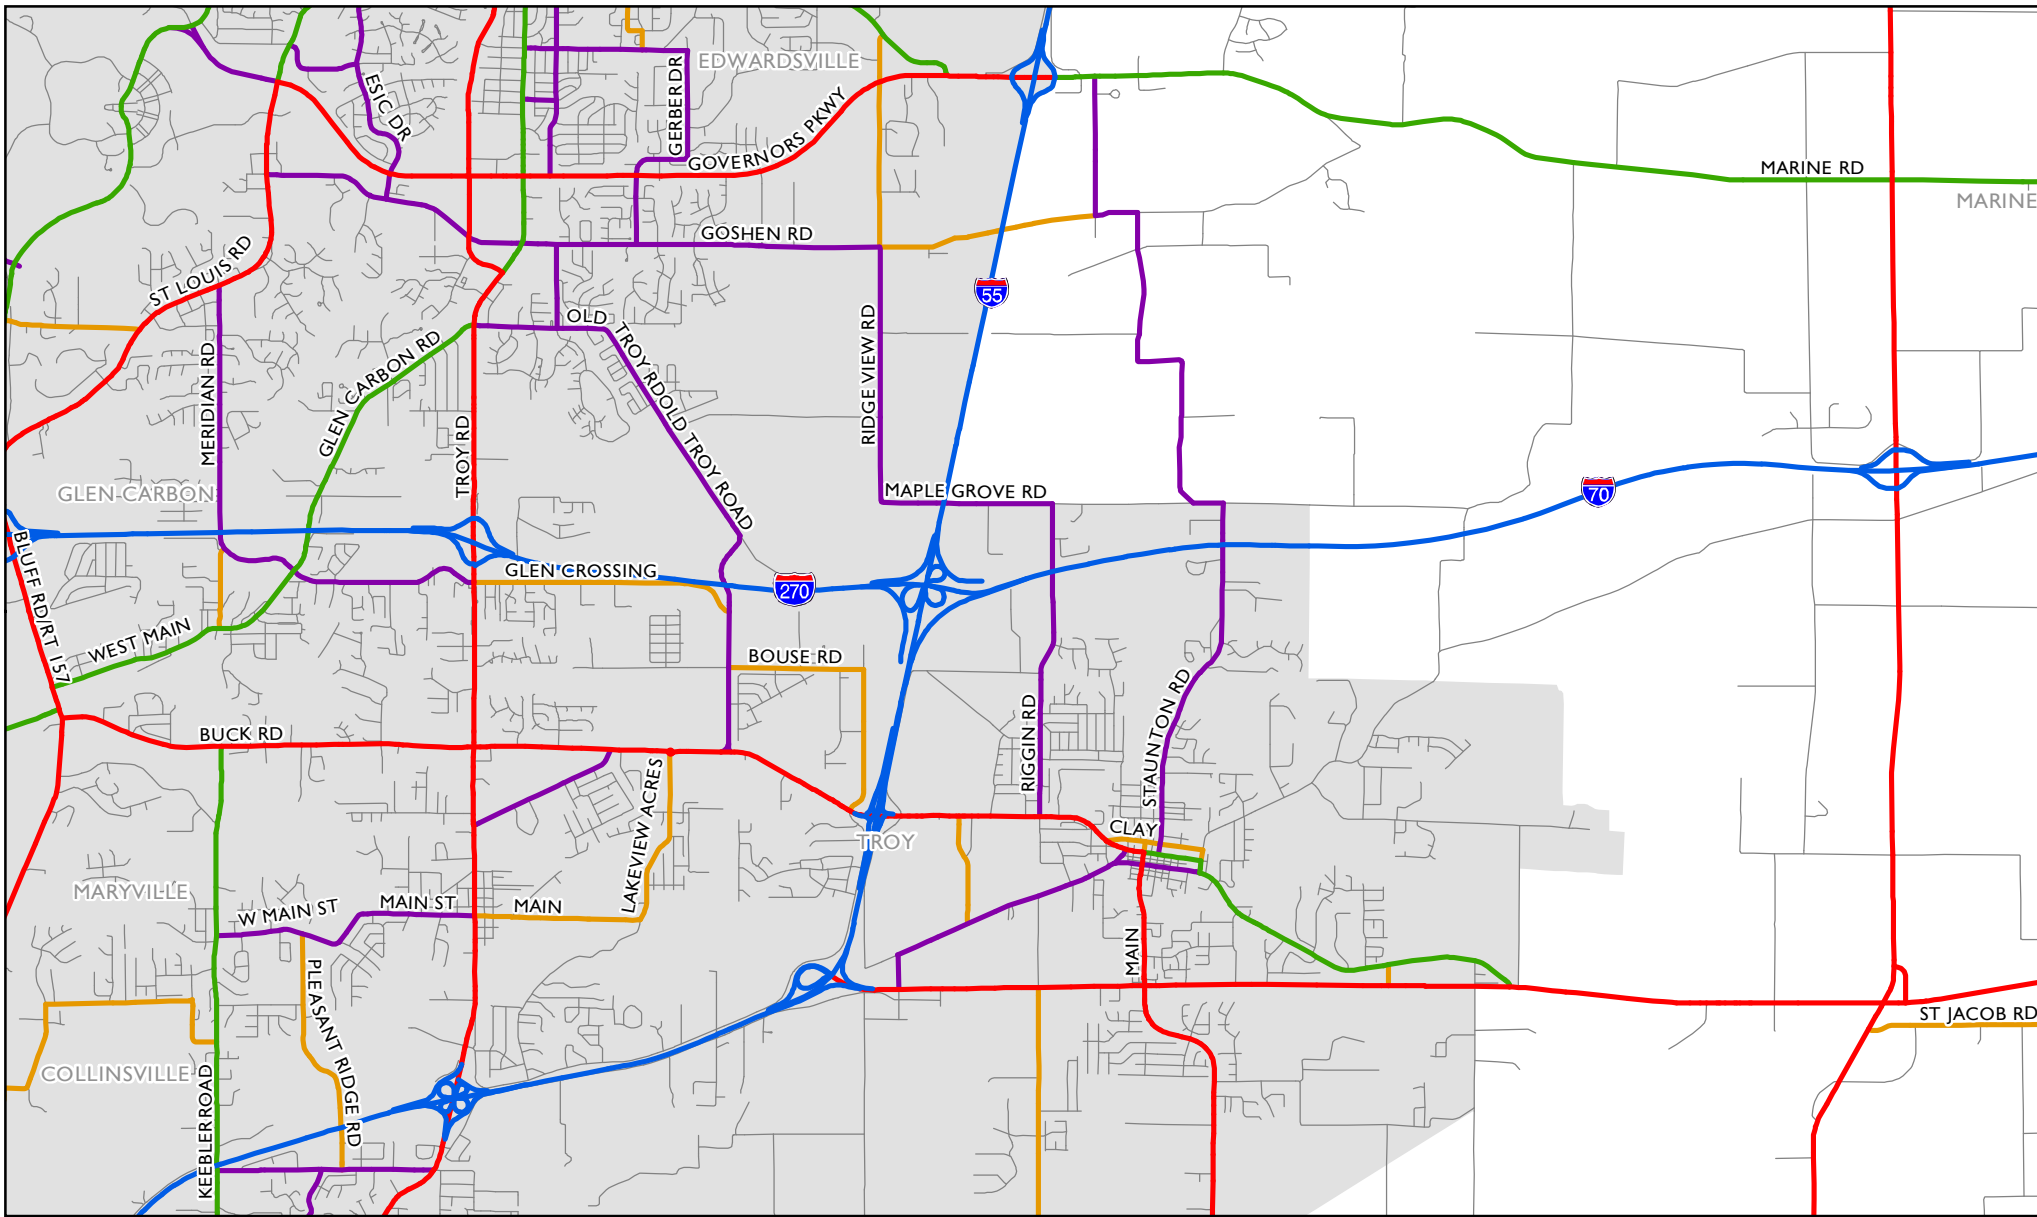 EDWARDSVILLE
ESIC DR
GERBER DR
GOVERNORS PKWY
MARINE RD
MARINE
GOSHEN RD
ST LOUIS RD
55
OLD TROY RD
OLD TROY ROAD
RIDGE VIEW RD
MERIDIAN RD
GLEN CARBON RD
TROY RD
GLEN CARBON
MAPLE GROVE RD
70
BLUFF RD/RT 157
GLEN CROSSING
270
WEST MAIN
BOUSE RD
BUCK RD
RIGGIN RD
STAUNTON RD
LAKEVIEW ACRES
CLAY
TROY
MARYVILLE
W MAIN ST
MAIN ST
MAIN
MAIN
PLEASANT RIDGE RD
ST JACOB RD
COLLINSVILLE
KEEBLER ROAD